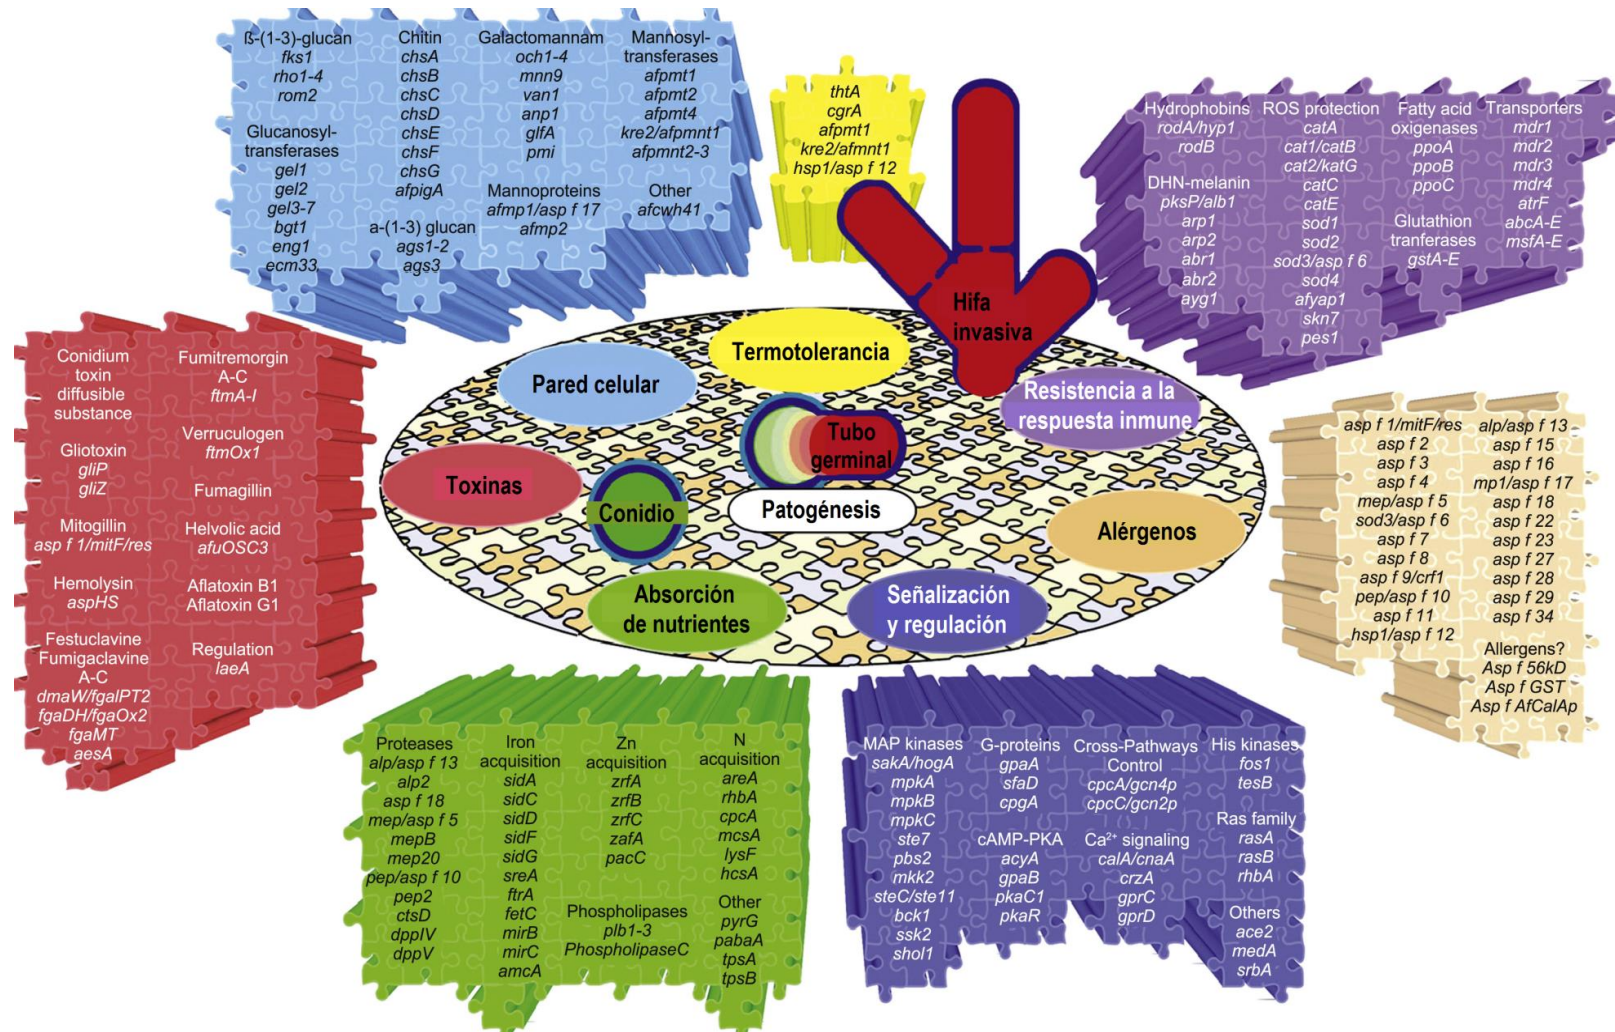 ß-(1-3)-glucan
fks1
rho1-4
rom2
Glucanosyl-
transferases
gel1
gel2
gel3-7
bgt1
eng1
ecm33
Chitin
chsA
chsB
chsC
chsD
chsE
chsF
chsG
afpigA
a-(1-3) glucan
ags1-2
ags3
Galactomannam
och1-4
mnn9
van1
anp1
glfA
pmi
Mannoproteins
afmp1/asp f 17
afmp2
Mannosyl-
transferases
afpmt1
afpmt2
afpmt4
kre2/afpmnt1
afpmnt2-3
Other
afcwh41
thtA
cgrA
afpmt1
kre2/afmnt1
hsp1/asp f 12
Hydrophobins
rodA/hyp1
rodB
DHN-melanin
pksP/alb1
arp1
arp2
abr1
abr2
ayg1
ROS protection
catA
cat1/catB
cat2/katG
catC
catE
sod1
sod2
sod3/asp f 6
sod4
afyap1
skn7
pes1
Fatty acid
oxigenases
ppoA
ppoB
ppoC
Glutathion
tranferases
gstA-E
Transporters
mdr1
mdr2
mdr3
mdr4
atrF
abcA-E
msfA-E
Hifa
invasiva
Termotolerancia
Pared celular
Resistencia a la
respuesta inmune
Tubo
germinal
Toxinas
Conidio
Patogénesis
Alérgenos
Absorción
de nutrientes
Señalización
y regulación
Conidium
toxin
diffusible
substance
Gliotoxin
gliP
gliZ
Mitogillin
asp f 1/mitF/res
Hemolysin
aspHS
Festuclavine
Fumigaclavine
A-C
dmaW/fgalPT2
fgaDH/fgaOx2
fgaMT
aesA
Fumitremorgin
A-C
ftmA-I
Verruculogen
ftmOx1
Fumagillin
Helvolic acid
afuOSC3
Aflatoxin B1
Aflatoxin G1
Regulation
laeA
asp f 1/mitF/res
asp f 2
asp f 3
asp f 4
mep/asp f 5
sod3/asp f 6
asp f 7
asp f 8
asp f 9/crf1
pep/asp f 10
asp f 11
hsp1/asp f 12
alp/asp f 13
asp f 15
asp f 16
mp1/asp f 17
asp f 18
asp f 22
asp f 23
asp f 27
asp f 28
asp f 29
asp f 34
Allergens?
Asp f 56kD
Asp f GST
Asp f AfCalAp
Proteases
alp/asp f 13
alp2
asp f 18
mep/asp f 5
mepB
mep20
pep/asp f 10
pep2
ctsD
dppIV
dppV
Iron
acquisition
sidA
sidC
sidD
sidF
sidG
sreA
ftrA
fetC
mirB
mirC
amcA
Zn
acquisition
zrfA
zrfB
zrfC
zafA
pacC
Phospholipases
plb1-3
PhospholipaseC
N
acquisition
areA
rhbA
cpcA
mcsA
lysF
hcsA
Other
pyrG
pabaA
tpsA
tpsB
MAP kinases
sakA/hogA
mpkA
mpkB
mpkC
ste7
pbs2
mkk2
steC/ste11
bck1
ssk2
shol1
G-proteins
gpaA
sfaD
cpgA
cAMP-PKA
acyA
gpaB
pkaC1
pkaR
Cross-Pathways
Control
cpcA/gcn4p
cpcC/gcn2p
Ca²⁺ signaling
calA/cnaA
crzA
gprC
gprD
His kinases
fos1
tesB
Ras family
rasA
rasB
rhbA
Others
ace2
medA
srbA